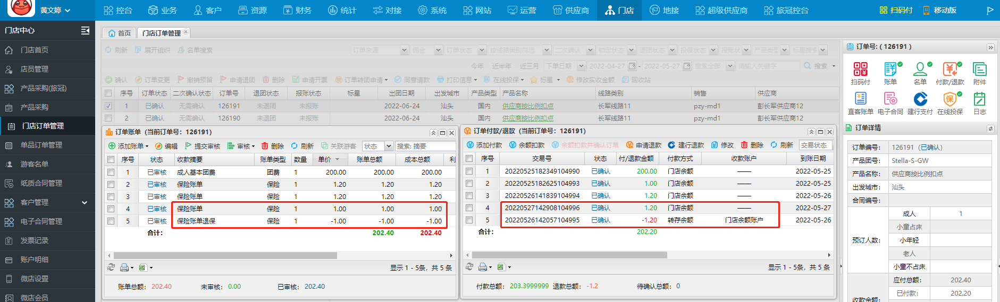 黄文婷 控台 业务 客户 资源 财务 统计 对接 系统 网站 运营 供应商 门店 地接 超级供应商 旅冠控台 扫码付 移动版
门店中心
门店首页
店员管理
产品采购(旅冠)
产品采购
门店订单管理
单品订单管理
游客名单
纸质合同管理
客户管理
电子合同管理
发票记录
账户明细
微店设置
微店会员
首页 门店订单管理
刷新 展开组织 名单搜索 订单来源 佣金 订单状态 按线路类别筛选 二次确认 锁定状态 退团状态 投保状态 报账状 产品类型 标星搜索
今年 近半年 近三月 下单日期 2022-04-27 - 2022-05-27 搜索全部 请输入关键字 搜索
确认 订单变更 撤销预留 申请退团 删除 申请开票 订单转团申请 同意请款 打印信息 在线投保 标星 修改实收金额 回收站
序号 订单状态 二次确认状态 订单号 退团状态 报账状态 标星 出团日期 出发城市 产品类型 产品名称 线路类别 销售 供应商
1 已确认 无需确认 126191 未退团 未报账 2022-06-24 汕头 国内 供应商按比例扣点 长军线路11 pzy-md1 彭长军供应商12
2 已确认 无需确认 126190 未退团 未报账 2022-06-24 汕头 国内 供应商按比例扣点 长军线路11 pzy-md1 彭长军供应商12
订单账单（当前订单号：126191）
添加账单 编辑 提交审核 审核 删除 刷新 关联游客 状态 搜索: 摘要
序号 状态 收款摘要 账单类型 数量 单价 账单总额 成本总额 利
1 已审核 成人基本团费 团费 1 200.00 200.00 200.00
2 已审核 保险账单 保险 1 1.20 1.20 1.20
3 已审核 保险账单 保险 1 1.20 1.20 1.20
4 已审核 保险账单 保险 1 1.00 1.00 1.00
5 已审核 保险账单退保 保险 1 -1.00 -1.00 -1.00
合计： 202.40 202.40
显示 1 - 5条，共 5 条
账单总额： 202.40 未审核： 0.00 已审核： 202.40
订单付款/退款（当前订单号：126191）
添加付款 余额扣款 余额扣款并确认订单 申请退款 建行退款 修改 删除 刷新 交易状态
序号 交易号 状态 付/退款金额 付款方式 收款账户 到账日期
1 20220525182349104990 已确认 200.00 门店余额 —— 2022-05-25
2 20220525182625104993 已确认 1.00 门店余额 —— 2022-05-25
3 20220526141839104994 已确认 1.20 门店余额 —— 2022-05-26
4 20220527142908104996 已确认 1.20 门店余额 —— 2022-05-27
5 20220526142057104995 已确认 -1.20 转存余额 门店余额账户 2022-05-26
合计： 202.20
显示 1 - 5条，共 5 条
付款总额： 203.3999999 退款总额： -1.2 待确认总额： 0
订单号:（126191）
扫码付 账单 名单 付款/退款 附件
直客账单 电子合同 建行支付 在线投保 日志
订单详情
订单编号： 126191（已确认）
产品团号： Stella-S-GW
产品名称： 供应商按比例扣点
出发城市： 汕头
合同编号：
预订人数： 成人 1
小童占床
小年轻
老人
小童不占床
收款金额： 应付总额： 202.40
已付款： 202.20